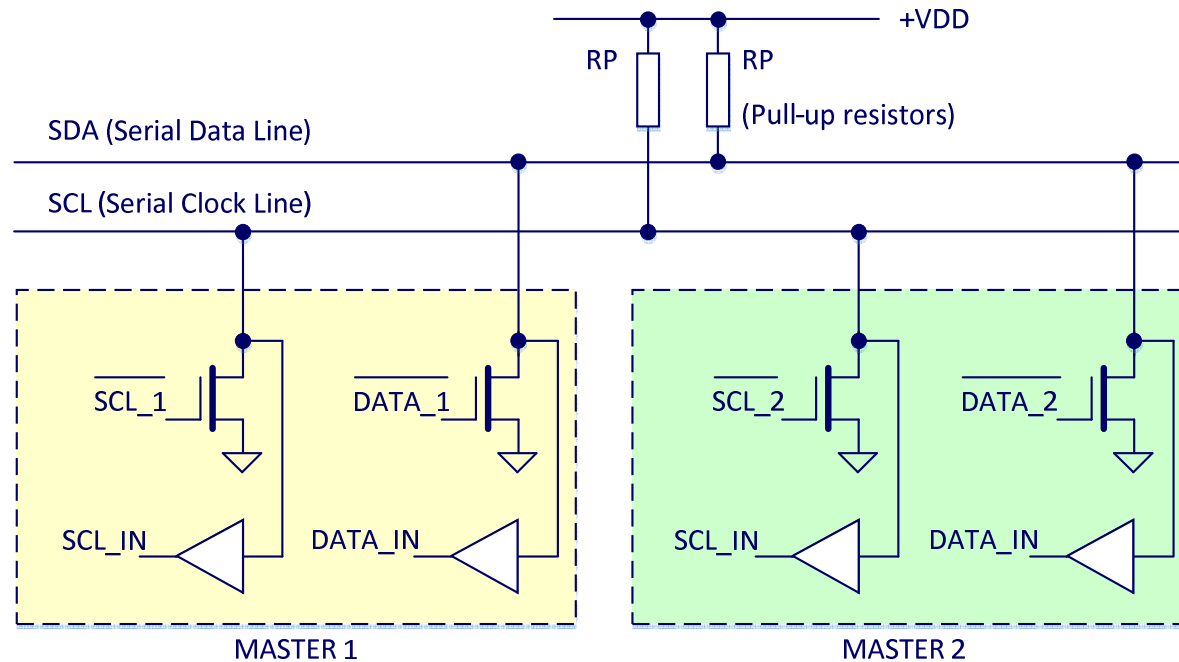 +VDD
RP
RP
(Pull-up resistors)
SDA (Serial Data Line)
SCL (Serial Clock Line)
SCL_1
DATA_1
SCL_2
DATA_2
SCL_IN
DATA_IN
SCL_IN
DATA_IN
MASTER 1
MASTER 2